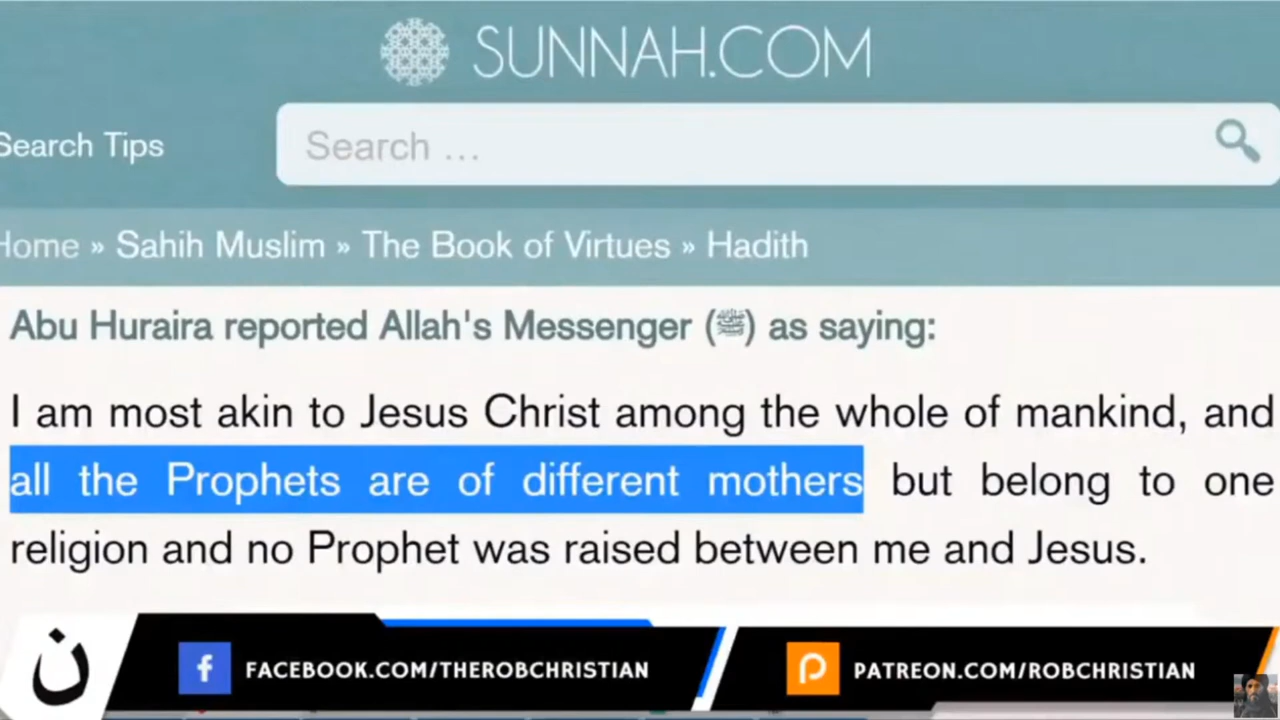 SUNNAH.COM
Search Tips
Search ...
Home » Sahih Muslim » The Book of Virtues » Hadith
Abu Huraira reported Allah's Messenger (ﷺ) as saying:
I am most akin to Jesus Christ among the whole of mankind, and
all the Prophets are of different mothers but belong to one
religion and no Prophet was raised between me and Jesus.
ن
f FACEBOOK.COM/THEROBCHRISTIAN
PATREON.COM/ROBCHRISTIAN